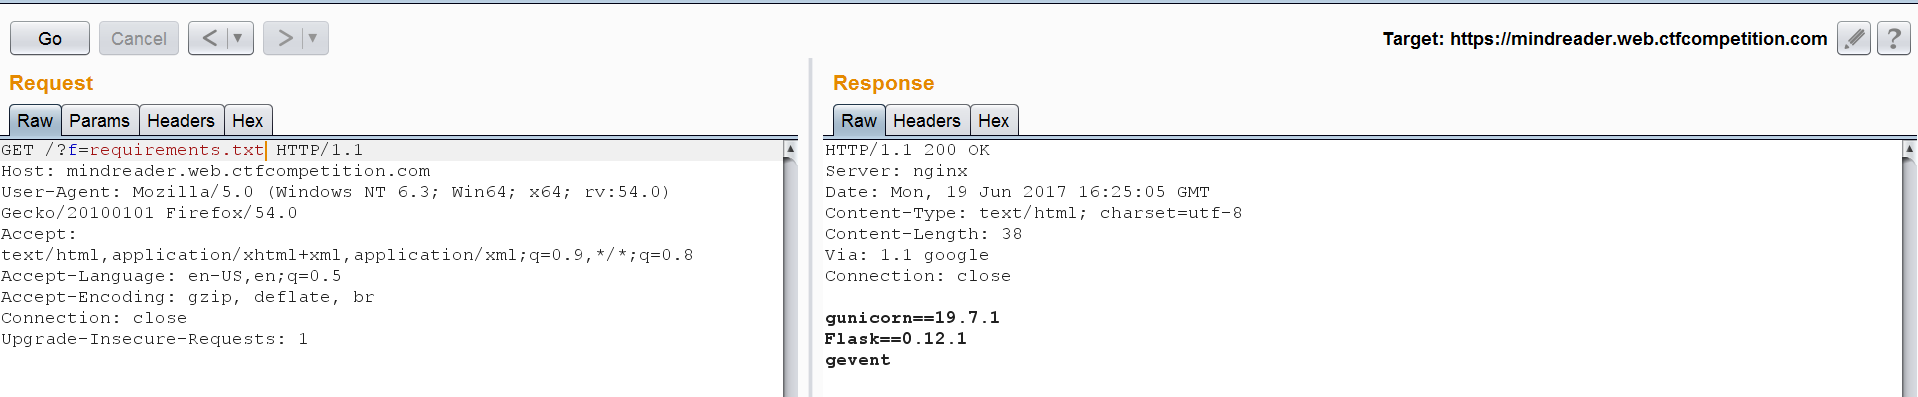 Go Cancel < >  ? Target: https://mindreader.web.ctfcompetition.com
Request
Raw Params Headers Hex
GET /?f=requirements.txt HTTP/1.1
Host: mindreader.web.ctfcompetition.com
User-Agent: Mozilla/5.0 (Windows NT 6.3; Win64; x64; rv:54.0)
Gecko/20100101 Firefox/54.0
Accept:
text/html,application/xhtml+xml,application/xml;q=0.9,*/*;q=0.8
Accept-Language: en-US,en;q=0.5
Accept-Encoding: gzip, deflate, br
Connection: close
Upgrade-Insecure-Requests: 1
Response
Raw Headers Hex
HTTP/1.1 200 OK
Server: nginx
Date: Mon, 19 Jun 2017 16:25:05 GMT
Content-Type: text/html; charset=utf-8
Content-Length: 38
Via: 1.1 google
Connection: close
gunicorn==19.7.1
Flask==0.12.1
gevent